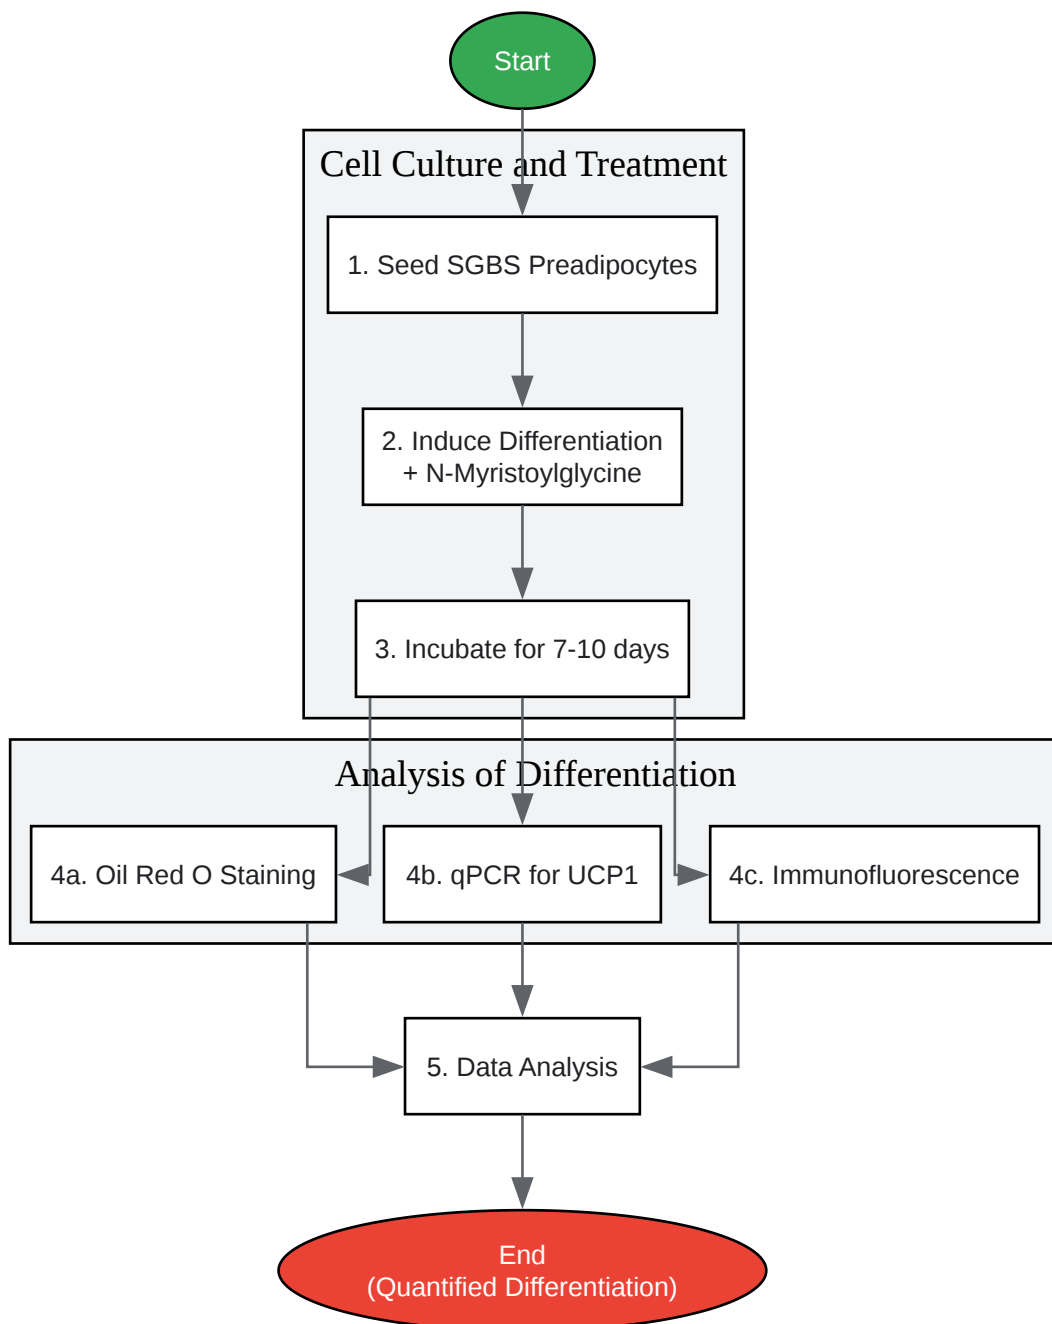 Start
Cell Culture and Treatment
1. Seed SGBS Preadipocytes
2. Induce Differentiation
+ N-Myristoylglycine
3. Incubate for 7-10 days
Analysis of Differentiation
4a. Oil Red O Staining
4b. qPCR for UCP1
4c. Immunofluorescence
5. Data Analysis
End
(Quantified Differentiation)